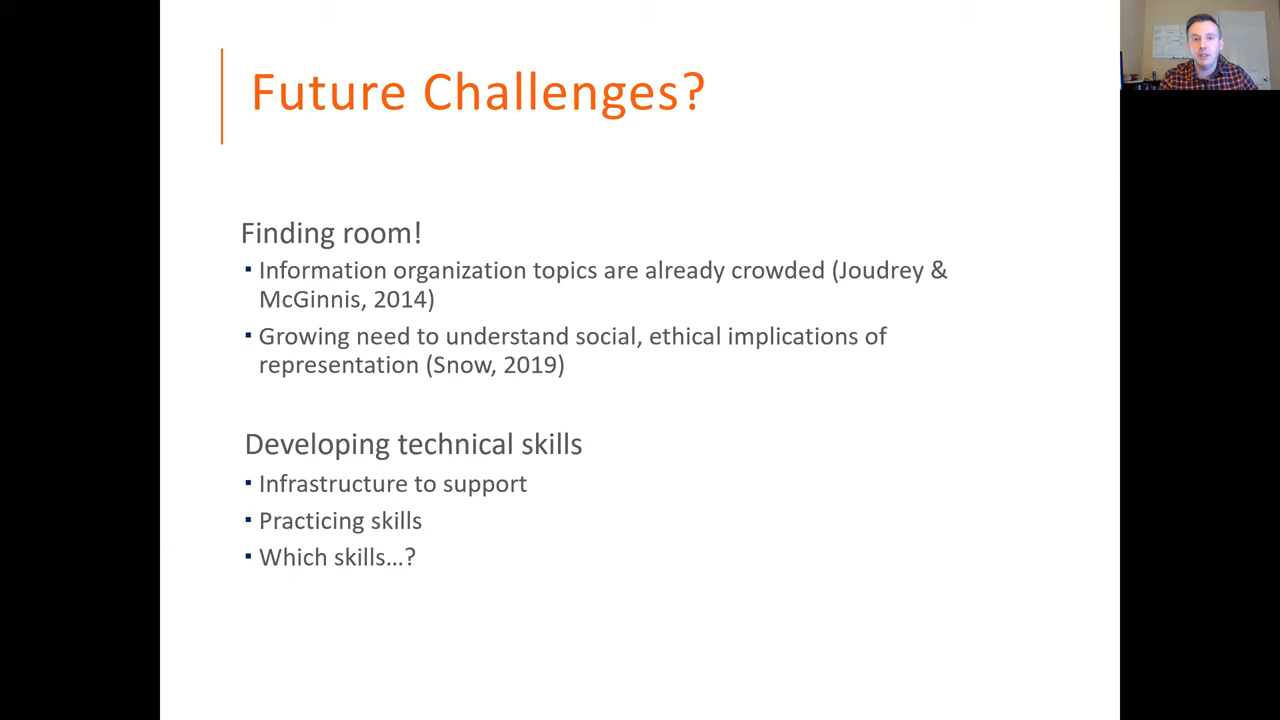 Future Challenges?
Finding room!
▪ Information organization topics are already crowded (Joudrey &
McGinnis, 2014)
▪ Growing need to understand social, ethical implications of
representation (Snow, 2019)
Developing technical skills
▪ Infrastructure to support
▪ Practicing skills
▪ Which skills...?